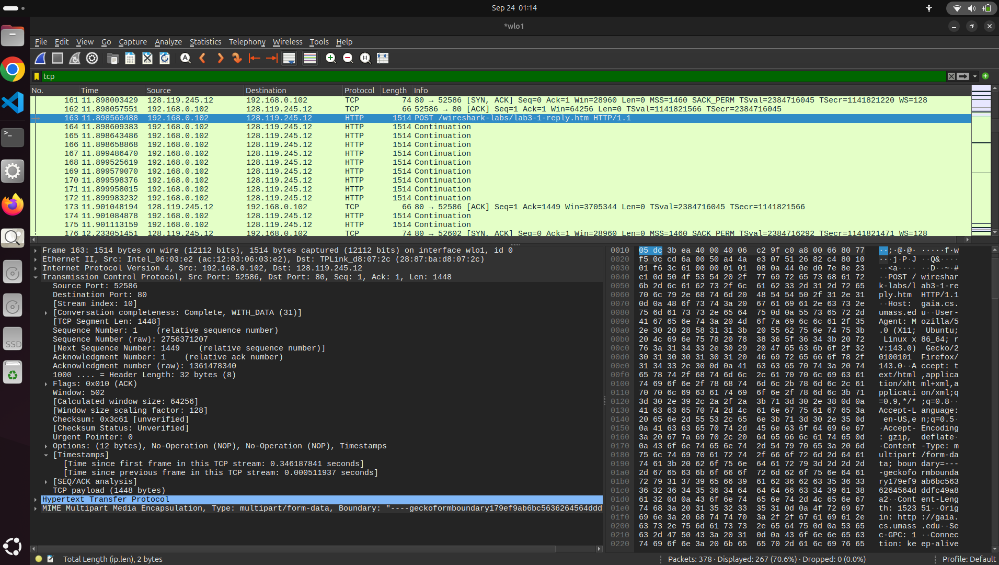 Sep 24 01:14
*wlo1
File Edit View Go Capture Analyze Statistics Telephony Wireless Tools Help
tcp
No. Time Source Destination Protocol Length Info
161 11.898003429 128.119.245.12 192.168.0.102 TCP 74 80 → 52586 [SYN, ACK] Seq=0 Ack=1 Win=28960 Len=0 MSS=1460 SACK_PERM TSval=2384716045 TSecr=1141821220 WS=128
162 11.898057551 192.168.0.102 128.119.245.12 TCP 66 52586 → 80 [ACK] Seq=1 Ack=1 Win=64256 Len=0 TSval=1141821566 TSecr=2384716045
163 11.898569488 192.168.0.102 128.119.245.12 HTTP 1514 POST /wireshark-labs/lab3-1-reply.htm HTTP/1.1
164 11.898609383 192.168.0.102 128.119.245.12 HTTP 1514 Continuation
165 11.898643486 192.168.0.102 128.119.245.12 HTTP 1514 Continuation
166 11.898658868 192.168.0.102 128.119.245.12 HTTP 1514 Continuation
167 11.899486470 192.168.0.102 128.119.245.12 HTTP 1514 Continuation
168 11.899525619 192.168.0.102 128.119.245.12 HTTP 1514 Continuation
169 11.899579070 192.168.0.102 128.119.245.12 HTTP 1514 Continuation
170 11.899598376 192.168.0.102 128.119.245.12 HTTP 1514 Continuation
171 11.899958015 192.168.0.102 128.119.245.12 HTTP 1514 Continuation
172 11.899983232 192.168.0.102 128.119.245.12 HTTP 1514 Continuation
173 11.901048194 128.119.245.12 192.168.0.102 TCP 66 80 → 52586 [ACK] Seq=1 Ack=1449 Win=3705344 Len=0 TSval=2384716045 TSecr=1141821566
174 11.901084878 192.168.0.102 128.119.245.12 HTTP 1514 Continuation
175 11.901113159 192.168.0.102 128.119.245.12 HTTP 1514 Continuation
176 12.233051451 128.119.245.12 192.168.0.102 TCP 74 80 → 52602 [SYN, ACK] Seq=0 Ack=1 Win=28960 Len=0 MSS=1460 SACK_PERM TSval=2384716292 TSecr=1141821471 WS=128
Frame 163: 1514 bytes on wire (12112 bits), 1514 bytes captured (12112 bits) on interface wlo1, id 0
Ethernet II, Src: Intel_06:03:e2 (ac:12:03:06:03:e2), Dst: TPLink_d8:07:2c (28:87:ba:d8:07:2c)
Internet Protocol Version 4, Src: 192.168.0.102, Dst: 128.119.245.12
Transmission Control Protocol, Src Port: 52586, Dst Port: 80, Seq: 1, Ack: 1, Len: 1448
Source Port: 52586
Destination Port: 80
[Stream index: 10]
[Conversation completeness: Complete, WITH_DATA (31)]
[TCP Segment Len: 1448]
Sequence Number: 1 (relative sequence number)
Sequence Number (raw): 2756371207
[Next Sequence Number: 1449 (relative sequence number)]
Acknowledgment Number: 1 (relative ack number)
Acknowledgment number (raw): 1361478340
1000 .... = Header Length: 32 bytes (8)
Flags: 0x010 (ACK)
Window: 502
[Calculated window size: 64256]
[Window size scaling factor: 128]
Checksum: 0x3c61 [unverified]
[Checksum Status: Unverified]
Urgent Pointer: 0
Options: (12 bytes), No-Operation (NOP), No-Operation (NOP), Timestamps
[Timestamps]
[Time since first frame in this TCP stream: 0.346187841 seconds]
[Time since previous frame in this TCP stream: 0.000511937 seconds]
[SEQ/ACK analysis]
TCP payload (1448 bytes)
Hypertext Transfer Protocol
MIME Multipart Media Encapsulation, Type: multipart/form-data, Boundary: "----geckoformboundary179ef9ab6bc5636264564ddd
0010 05 dc 3b ea 40 00 40 06 c2 9f c0 a8 00 66 80 77 ··;·@·@· ·····f·w
0020 f5 0c cd 6a 00 50 a4 4a e3 07 51 26 82 c4 80 10 ···j·P·J ··Q&····
0030 01 f6 3c 61 00 00 01 01 08 0a 44 0e d0 7e 8e 23 ··<a···· ··D··~·#
0040 e1 0d 50 4f 53 54 20 2f 77 69 72 65 73 68 61 72 ··POST / wireshar
0050 6b 2d 6c 61 62 73 2f 6c 61 62 33 2d 31 2d 72 65 k-labs/l ab3-1-re
0060 70 6c 79 2e 68 74 6d 20 48 54 54 50 2f 31 2e 31 ply.htm HTTP/1.1
0070 0d 0a 48 6f 73 74 3a 20 67 61 69 61 2e 63 73 2e ··Host: gaia.cs.
0080 75 6d 61 73 73 2e 65 64 75 0d 0a 55 73 65 72 2d umass.ed u··User-
0090 41 67 65 6e 74 3a 20 4d 6f 7a 69 6c 6c 61 2f 35 Agent: M ozilla/5
00a0 2e 30 20 28 58 31 31 3b 20 55 62 75 6e 74 75 3b .0 (X11; Ubuntu;
00b0 20 4c 69 6e 75 78 20 78 38 36 5f 36 34 3b 20 72 Linux x 86_64; r
00c0 76 3a 31 34 33 2e 30 29 20 47 65 63 6b 6f 2f 32 v:143.0) Gecko/2
00d0 30 31 30 30 31 30 31 20 46 69 72 65 66 6f 78 2f 0100101 Firefox/
00e0 31 34 33 2e 30 0d 0a 41 63 63 65 70 74 3a 20 74 143.0··A ccept: t
00f0 65 78 74 2f 68 74 6d 6c 2c 61 70 70 6c 69 63 61 ext/html ,applica
0100 74 69 6f 6e 2f 78 68 74 6d 6c 2b 78 6d 6c 2c 61 tion/xht ml+xml,a
0110 70 70 6c 69 63 61 74 69 6f 6e 2f 78 6d 6c 3b 71 pplicati on/xml;q
0120 3d 30 2e 39 2c 2a 2f 2a 3b 71 3d 30 2e 38 0d 0a =0.9,*/* ;q=0.8··
0130 41 63 63 65 70 74 2d 4c 61 6e 67 75 61 67 65 3a Accept-L anguage:
0140 20 65 6e 2d 55 53 2c 65 6e 3b 71 3d 30 2e 35 0d en-US,e n;q=0.5·
0150 0a 41 63 63 65 70 74 2d 45 6e 63 6f 64 69 6e 67 ·Accept- Encoding
0160 3a 20 67 7a 69 70 2c 20 64 65 66 6c 61 74 65 0d : gzip, deflate·
0170 0a 43 6f 6e 74 65 6e 74 2d 54 79 70 65 3a 20 6d ·Content -Type: m
0180 75 6c 74 69 70 61 72 74 2f 66 6f 72 6d 2d 64 61 ultipart /form-da
0190 74 61 3b 20 62 6f 75 6e 64 61 72 79 3d 2d 2d 2d ta; boun dary=---
01a0 2d 67 65 63 6b 6f 66 6f 72 6d 62 6f 75 6e 64 61 -geckofo rmbounda
01b0 72 79 31 37 39 65 66 39 61 62 36 62 63 35 36 33 ry179ef9 ab6bc563
01c0 36 32 36 34 35 36 34 64 64 64 66 63 34 39 61 38 6264564d ddfc49a8
01d0 61 32 0d 0a 43 6f 6e 74 65 6e 74 2d 4c 65 6e 67 a2··Cont ent-Leng
01e0 74 68 3a 20 31 35 32 33 35 31 0d 0a 4f 72 69 67 th: 1523 51··Orig
01f0 69 6e 3a 20 68 74 74 70 3a 2f 2f 67 61 69 61 2e in: http ://gaia.
0200 63 73 2e 75 6d 61 73 73 2e 65 64 75 0d 0a 53 65 cs.umass .edu··Se
0210 63 2d 47 50 43 3a 20 31 0d 0a 43 6f 6e 6e 65 63 c-GPC: 1 ··Connec
0220 74 69 6f 6e 3a 20 6b 65 65 70 2d 61 6c 69 76 65 tion: ke ep-alive
SSD
Total Length (ip.len), 2 bytes
Packets: 378 · Displayed: 267 (70.6%) · Dropped: 0 (0.0%)
Profile: Default